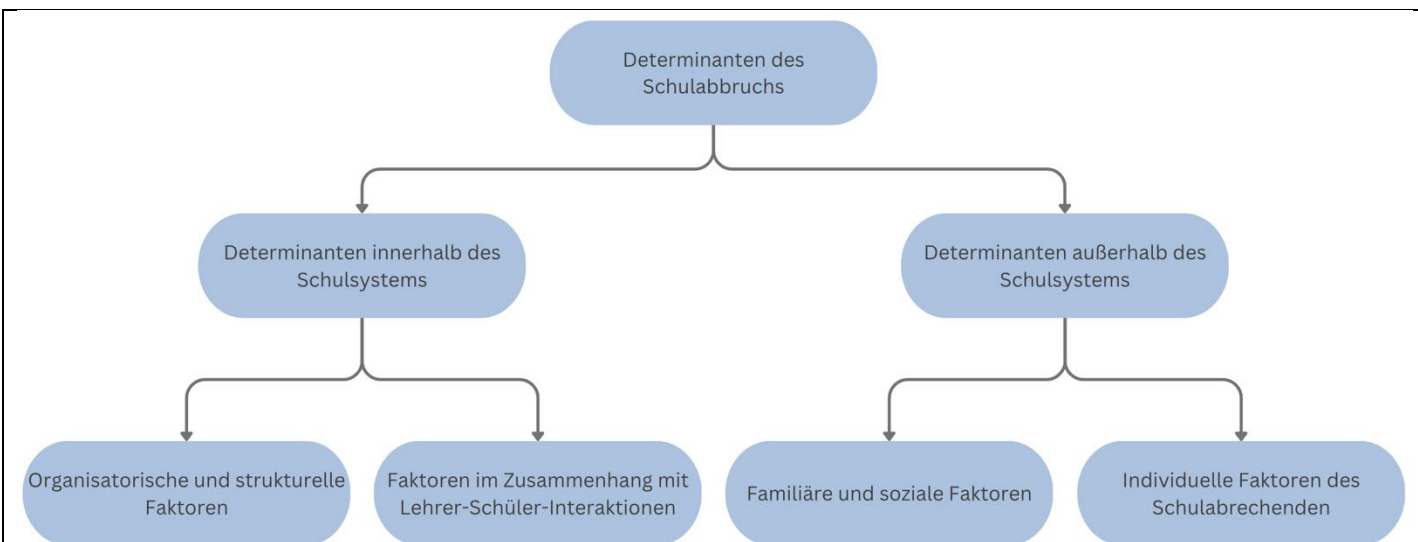 Determinanten des
Schulabbruchs
Determinanten innerhalb des
Schulsystems
Determinanten außerhalb des
Schulsystems
Organisatorische und strukturelle
Faktoren
Faktoren im Zusammenhang mit
Lehrer-Schüler-Interaktionen
Familiäre und soziale Faktoren
Individuelle Faktoren des
Schulabrechenden